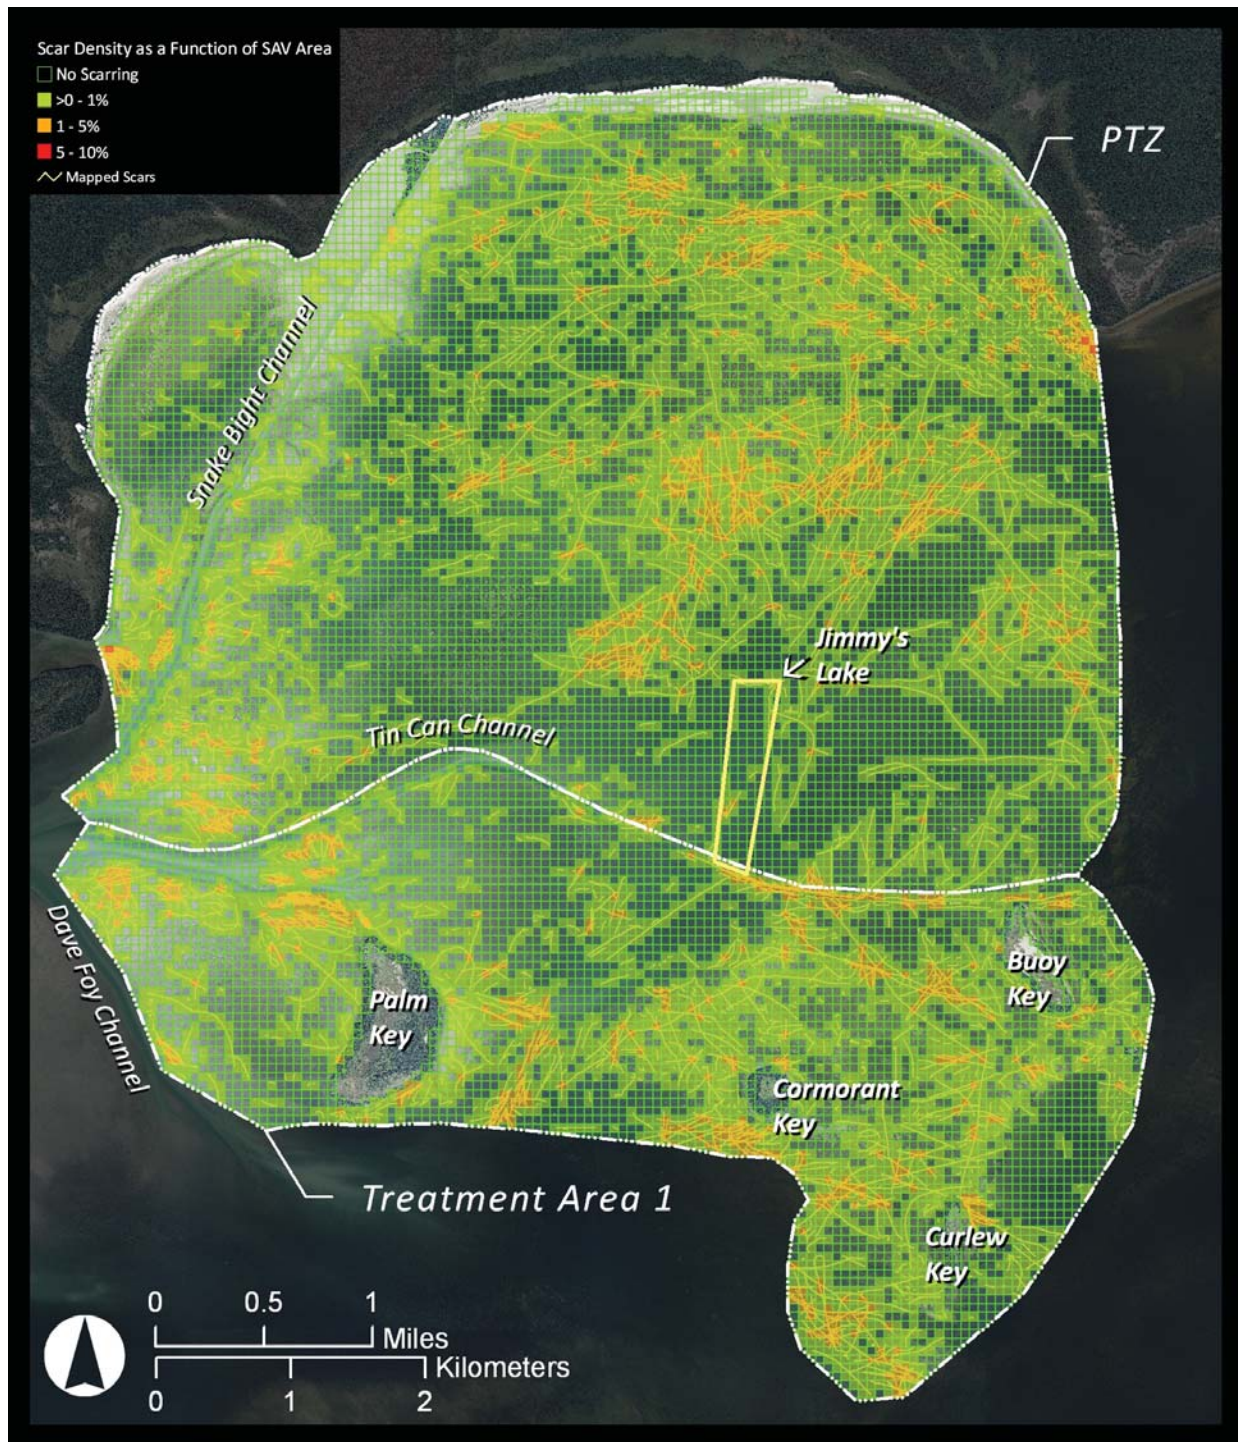 Scar Density as a Function of SAV Area
No Scarring
>0 - 1%
1 - 5%
5 - 10%
Mapped Scars
PTZ
Snake Bight Channel
Jimmy's
Lake
Tin Can Channel
Dave Foy Channel
Palm
Key
Buoy
Key
Cormorant
Key
Treatment Area 1
Curlew
Key
0 0.5 1
Miles
Kilometers
0 1 2